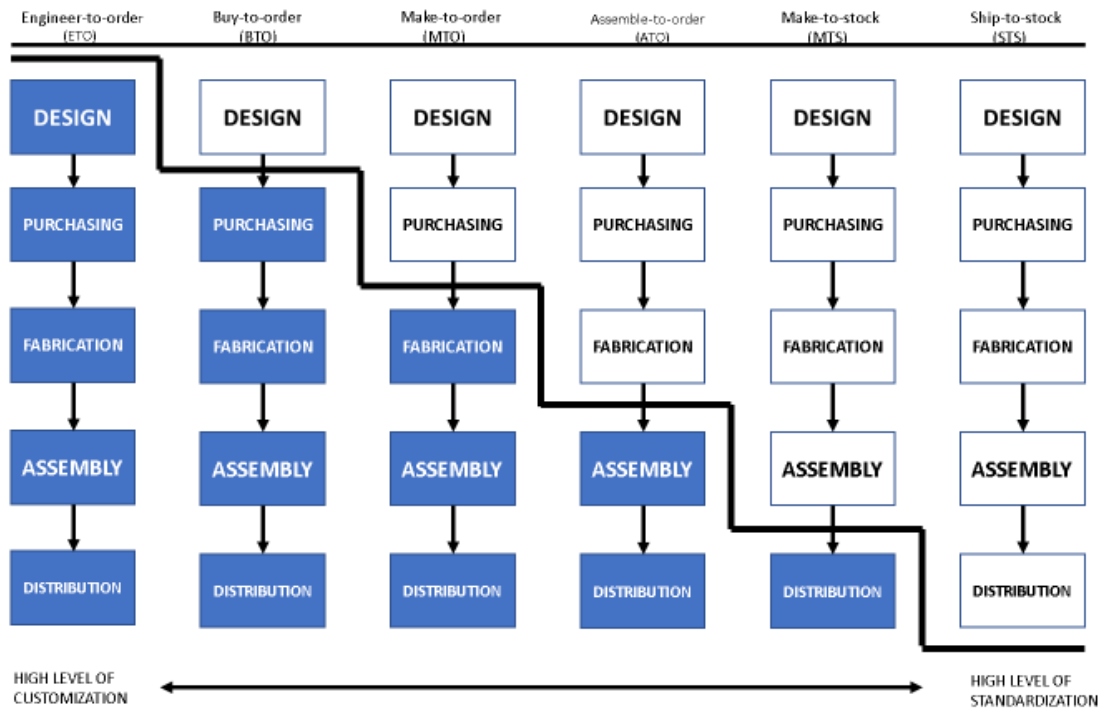 Engineer-to-order Buy-to-order Make-to-order Assemble-to-order Make-to-stock Ship-to-stock
(ETO) (BTO) (MTO) (ATO) (MTS) (STS)
DESIGN DESIGN DESIGN DESIGN DESIGN DESIGN
PURCHASING PURCHASING PURCHASING PURCHASING PURCHASING PURCHASING
FABRICATION FABRICATION FABRICATION FABRICATION FABRICATION FABRICATION
ASSEMBLY ASSEMBLY ASSEMBLY ASSEMBLY ASSEMBLY ASSEMBLY
DISTRIBUTION DISTRIBUTION DISTRIBUTION DISTRIBUTION DISTRIBUTION DISTRIBUTION
HIGH LEVEL OF HIGH LEVEL OF
CUSTOMIZATION STANDARDIZATION